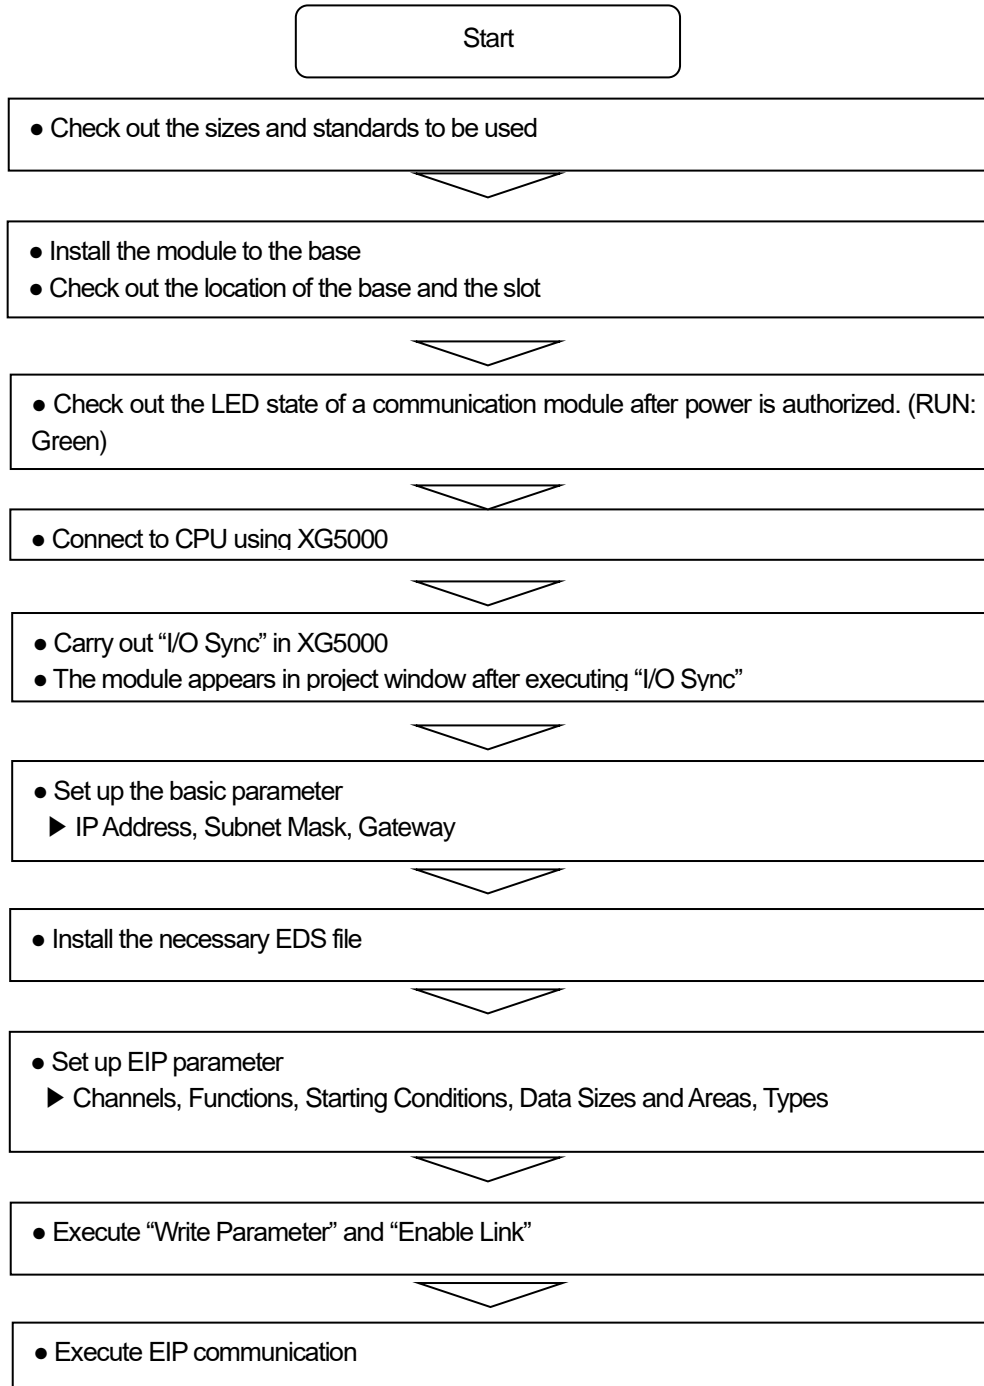 Start
● Check out the sizes and standards to be used
● Install the module to the base
● Check out the location of the base and the slot
● Check out the LED state of a communication module after power is authorized. (RUN:
Green)
● Connect to CPU using XG5000
● Carry out “I/O Sync” in XG5000
● The module appears in project window after executing “I/O Sync”
● Set up the basic parameter
▶ IP Address, Subnet Mask, Gateway
● Install the necessary EDS file
● Set up EIP parameter
▶ Channels, Functions, Starting Conditions, Data Sizes and Areas, Types
● Execute “Write Parameter” and “Enable Link”
● Execute EIP communication